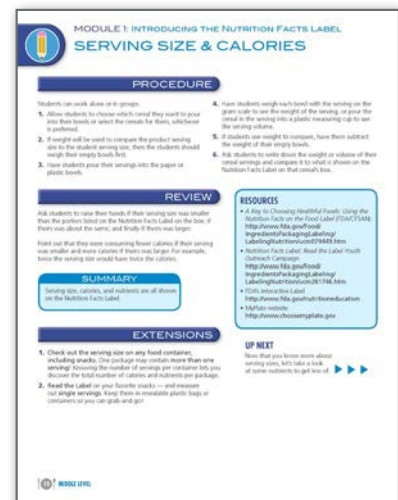 MODULE 1: INTRODUCING THE NUTRITION FACTS LABEL
SERVING SIZE & CALORIES
PROCEDURE
Students can work alone or in groups.
1. Allow students to choose which cereal they want to pour
into their bowls or select the cereals for them, whichever
is preferred.
2. If weight will be used to compare the product serving
size to the student serving, then the students should
weigh their empty bowls first.
3. Have students pour their servings into the paper or
plastic bowls.
4. Have students weigh each bowl with the serving on the
gram scale to see the weight of the serving, or pour the
cereal in the serving into a plastic measuring cup to see
the serving volume.
5. If students use weight to compare, have them subtract
the weight of their empty bowls.
6. Ask students to write down the weight or volume of their
cereal servings and compare it to what is shown on the
Nutrition Facts Label on that cereal's box.
REVIEW
Ask students to raise their hands if their serving size was smaller
than the portion listed on the Nutrition Facts Label on the box, if
theirs was about the same, and finally if theirs was larger.
Point out that they were consuming fewer calories if their serving
was smaller and more calories if theirs was larger. For example,
twice the serving size would have twice the calories.
SUMMARY
Serving size, calories, and nutrients are all shown
on the Nutrition Facts Label.
RESOURCES
• A Key to Choosing Healthful Foods: Using the
Nutrition Facts on the Food Label (FDA/CFSAN)
http://www.fda.gov/Food/
IngredientsPackagingLabeling/
LabelingNutrition/ucm079449.htm
• Nutrition Facts Label: Read the Label Youth
Outreach Campaign
http://www.fda.gov/Food/
IngredientsPackagingLabeling/
LabelingNutrition/ucm281746.htm
• FDA's Interactive Label
http://www.fda.gov/nutritioneducation
• MyPlate website
http://www.choosemyplate.gov
EXTENSIONS
1. Check out the serving size on any food container,
including snacks. One package may contain more than one
serving! Knowing the number of servings per container lets you
discover the total number of calories and nutrients per package.
2. Read the Label on your favorite snacks — and measure
out single servings. Keep them in resealable plastic bags or
containers so you can grab-and-go!
UP NEXT
Now that you know more about
serving sizes, let's take a look
at some nutrients to get less of
MIDDLE LEVEL